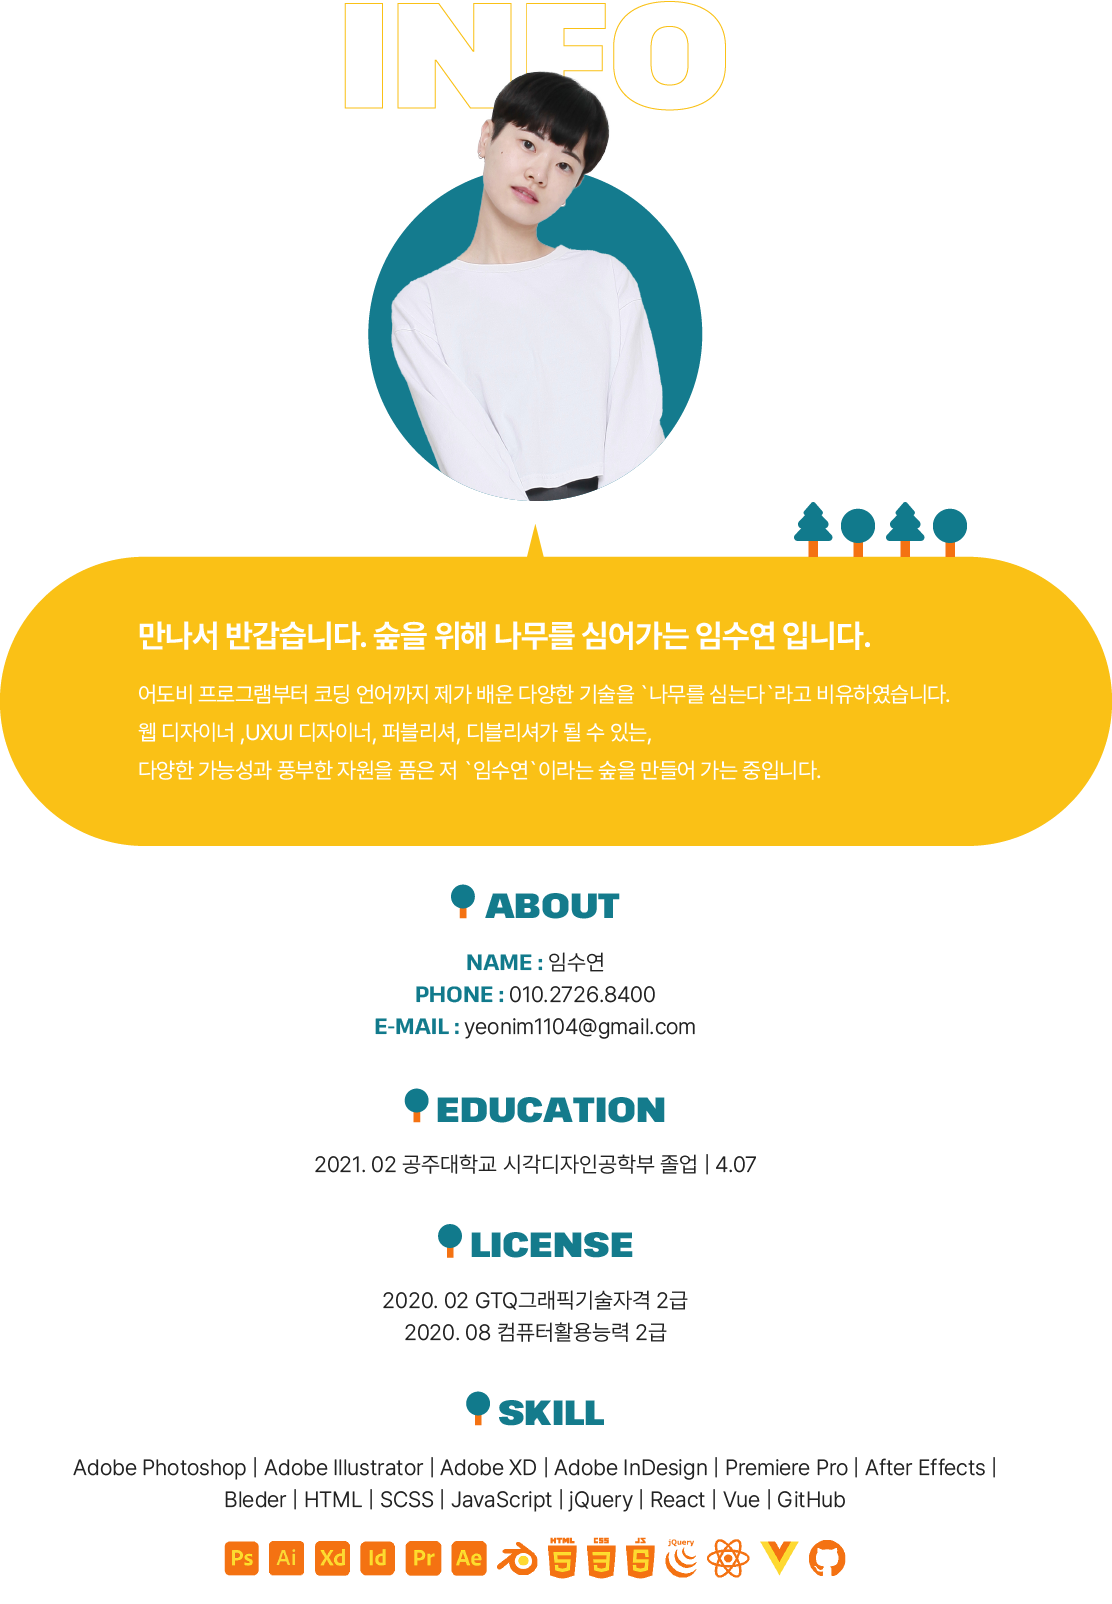 INFO
만나서 반갑습니다. 숲을 위해 나무를 심어가는 임수연 입니다.
어도비 프로그램부터 코딩 언어까지 제가 배운 다양한 기술을 `나무를 심는다`라고 비유하였습니다.
웹 디자이너 ,UXUI 디자이너, 퍼블리셔, 디블리셔가 될 수 있는,
다양한 가능성과 풍부한 자원을 품은 저 `임수연`이라는 숲을 만들어 가는 중입니다.
ABOUT
NAME : 임수연
PHONE : 010.2726.8400
E-MAIL : yeonim1104@gmail.com
EDUCATION
2021. 02 공주대학교 시각디자인공학부 졸업 | 4.07
LICENSE
2020. 02 GTQ그래픽기술자격 2급
2020. 08 컴퓨터활용능력 2급
SKILL
Adobe Photoshop | Adobe Illustrator | Adobe XD | Adobe InDesign | Premiere Pro | After Effects |
Bleder | HTML | SCSS | JavaScript | jQuery | React | Vue | GitHub
Ps Ai Xd Id Pr Ae HTML 5 CSS 3 JS 5 jQuery